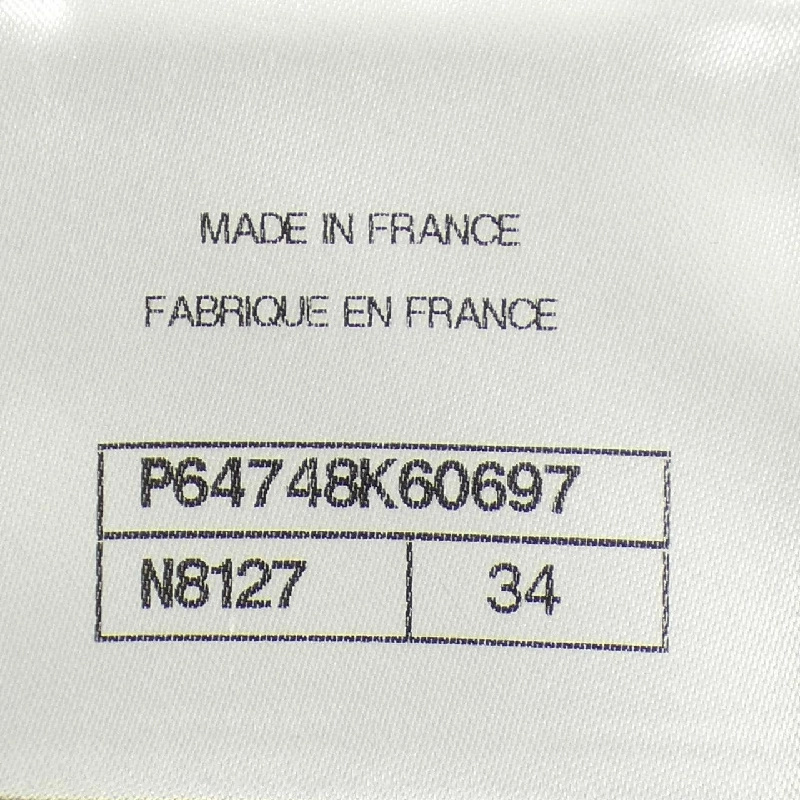 MADE IN FRANCE
FABRIQUE EN FRANCE
P64748K60697
N8127 34